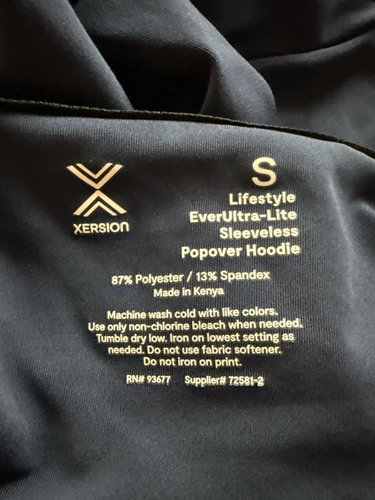 XERSION
S
Lifestyle
EverUltra-Lite
Sleeveless
Popover Hoodie
87% Polyester / 13% Spandex
Made in Kenya
Machine wash cold with like colors.
Use only non-chlorine bleach when needed.
Tumble dry low. Iron on lowest setting as
needed. Do not use fabric softener.
Do not iron on print.
RN# 93677 Supplier# 72581-2